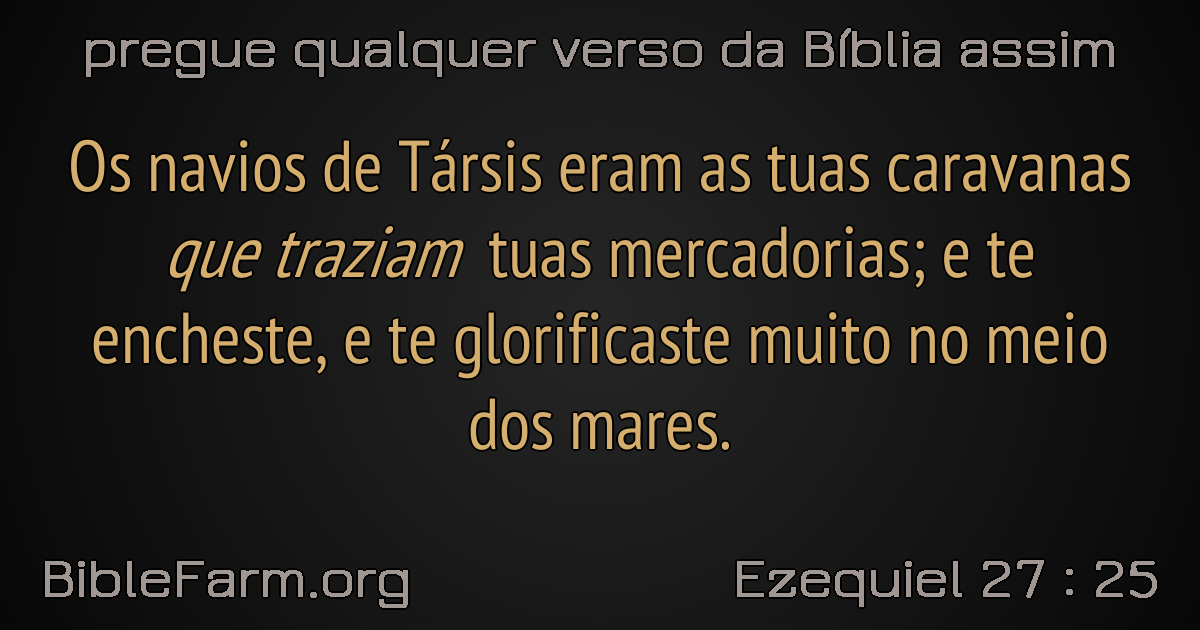 pregue qualquer verso da Bíblia assim
Os navios de Társis eram as tuas caravanas
que traziam tuas mercadorias; e te
encheste, e te glorificaste muito no meio
dos mares.
BibleFarm.org
Ezequiel 27 : 25